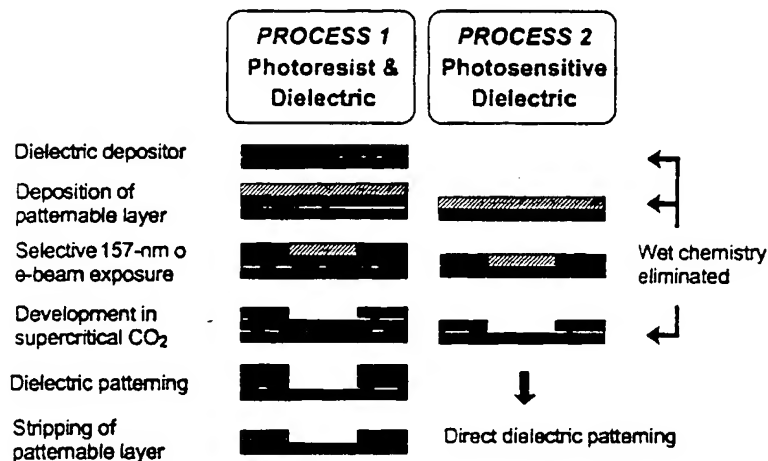 PROCESS 1
Photoresist &
Dielectric
PROCESS 2
Photosensitive
Dielectric
Dielectric depositor
Deposition of
patternable layer
Selective 157-nm o
e-beam exposure
Development in
supercritical CO₂
Dielectric patterning
Stripping of
patternable layer
Wet chemistry
eliminated
Direct dielectric patterning